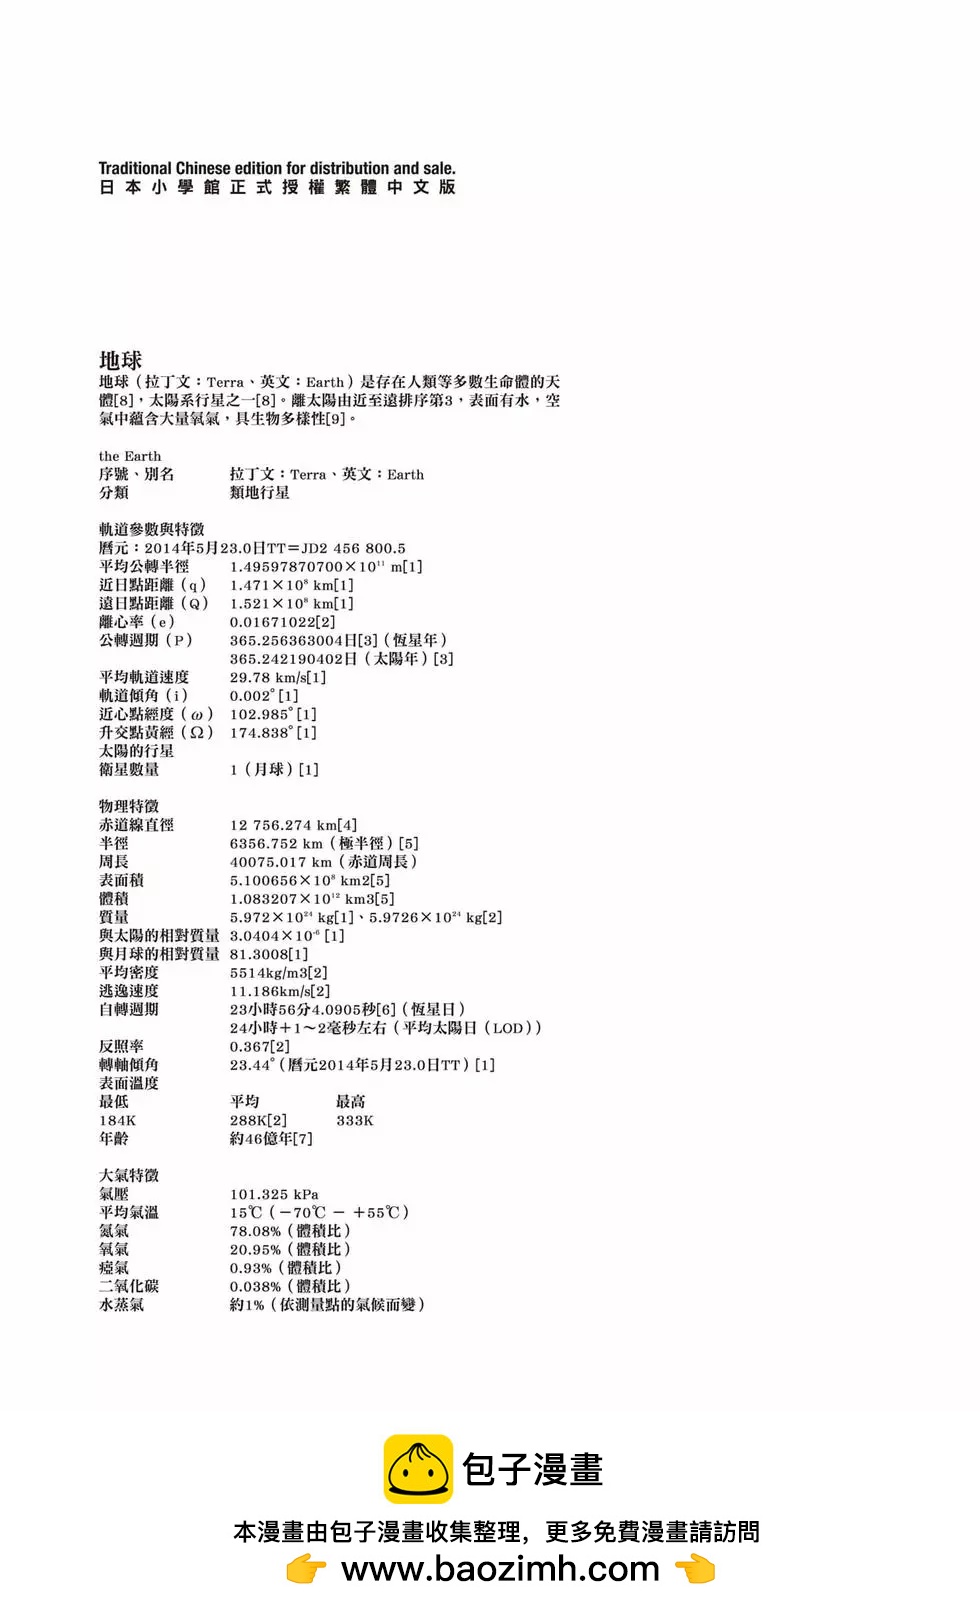 Traditional Chinese edition for distribution and sale.
日本小學館正式授權繁體中文版
地球
地球（拉丁文：Terra、英文：Earth）是存在人類等多數生命體的天
體[8]，太陽系行星之一[8]。離太陽由近至遠排序第3，表面有水，空
氣中蘊含大量氧氣，具生物多樣性[9]。
the Earth
序號、別名 拉丁文：Terra、英文：Earth
分類 類地行星
軌道參數與特徵
曆元：2014年5月23.0日TT＝JD2 456 800.5
平均公轉半徑 1.49597870700×10¹¹ m[1]
近日點距離（q） 1.471×10⁸ km[1]
遠日點距離（Q） 1.521×10⁸ km[1]
離心率（e） 0.01671022[2]
公轉週期（P） 365.256363004日[3]（恆星年）
365.242190402日（太陽年）[3]
平均軌道速度 29.78 km/s[1]
軌道傾角（i） 0.002°[1]
近心點經度（ω） 102.985°[1]
升交點黃經（Ω） 174.838°[1]
太陽的行星
衛星數量 1（月球）[1]
物理特徵
赤道線直徑 12 756.274 km[4]
半徑 6356.752 km（極半徑）[5]
周長 40075.017 km（赤道周長）
表面積 5.100656×10⁸ km2[5]
體積 1.083207×10¹² km3[5]
質量 5.972×10²⁴ kg[1]、5.9726×10²⁴ kg[2]
與太陽的相對質量 3.0404×10⁻⁶ [1]
與月球的相對質量 81.3008[1]
平均密度 5514kg/m3[2]
逃逸速度 11.186km/s[2]
自轉週期 23小時56分4.0905秒[6]（恆星日）
24小時＋1～2毫秒左右（平均太陽日（LOD））
反照率 0.367[2]
轉軸傾角 23.44°（曆元2014年5月23.0日TT）[1]
表面溫度
最低 平均 最高
184K 288K[2] 333K
年齡 約46億年[7]
大氣特徵
氣壓 101.325 kPa
平均氣溫 15℃（－70℃ － ＋55℃）
氮氣 78.08%（體積比）
氧氣 20.95%（體積比）
氬氣 0.93%（體積比）
二氧化碳 0.038%（體積比）
水蒸氣 約1%（依測量點的氣候而變）
包子漫畫
本漫畫由包子漫畫收集整理，更多免費漫畫請訪問
👉 www.baozimh.com 👈